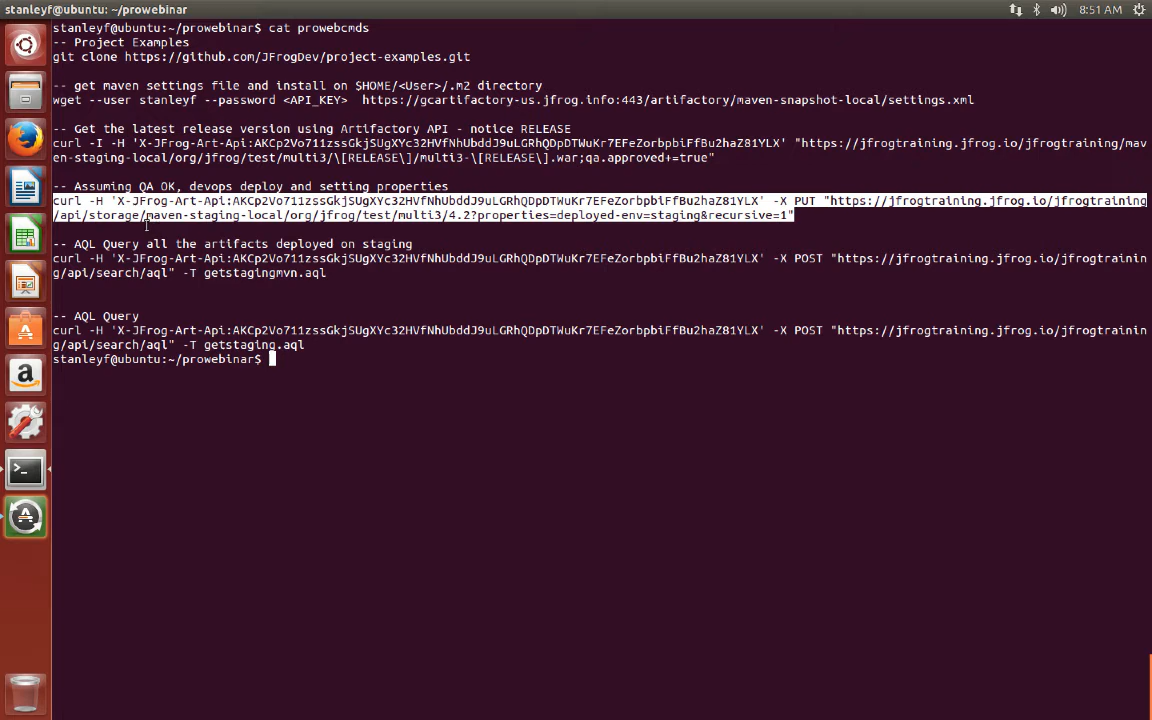 stanleyf@ubuntu: ~/prowebinar
8:51 AM
stanleyf@ubuntu:~/prowebinar$ cat prowebcmds
-- Project Examples
git clone https://github.com/JFrogDev/project-examples.git
-- get maven settings file and install on $HOME/<User>/.m2 directory
wget --user stanleyf --password <API_KEY>  https://gcartifactory-us.jfrog.info:443/artifactory/maven-snapshot-local/settings.xml
-- Get the latest release version using Artifactory API - notice RELEASE
curl -I -H 'X-JFrog-Art-Api:AKCp2Vo711zssGkjSUgXYc32HVfNhUbddJ9uLGRhQDpDTWuKr7EFeZorbpbiFfBu2haZ81YLX' "https://jfrogtraining.jfrog.io/jfrogtraining/mav
en-staging-local/org/jfrog/test/multi3/\[RELEASE\]/multi3-\[RELEASE\].war;qa.approved+=true"
-- Assuming QA OK, devops deploy and setting properties
curl -H 'X-JFrog-Art-Api:AKCp2Vo711zssGkjSUgXYc32HVfNhUbddJ9uLGRhQDpDTWuKr7EFeZorbpbiFfBu2haZ81YLX' -X PUT "https://jfrogtraining.jfrog.io/jfrogtraining
/api/storage/maven-staging-local/org/jfrog/test/multi3/4.2?properties=deployed-env=staging&recursive=1"
-- AQL Query all the artifacts deployed on staging
curl -H 'X-JFrog-Art-Api:AKCp2Vo711zssGkjSUgXYc32HVfNhUbddJ9uLGRhQDpDTWuKr7EFeZorbpbiFfBu2haZ81YLX' -X POST "https://jfrogtraining.jfrog.io/jfrogtrainin
g/api/search/aql" -T getstagingmvn.aql
-- AQL Query
curl -H 'X-JFrog-Art-Api:AKCp2Vo711zssGkjSUgXYc32HVfNhUbddJ9uLGRhQDpDTWuKr7EFeZorbpbiFfBu2haZ81YLX' -X POST "https://jfrogtraining.jfrog.io/jfrogtrainin
g/api/search/aql" -T getstaging.aql
stanleyf@ubuntu:~/prowebinar$